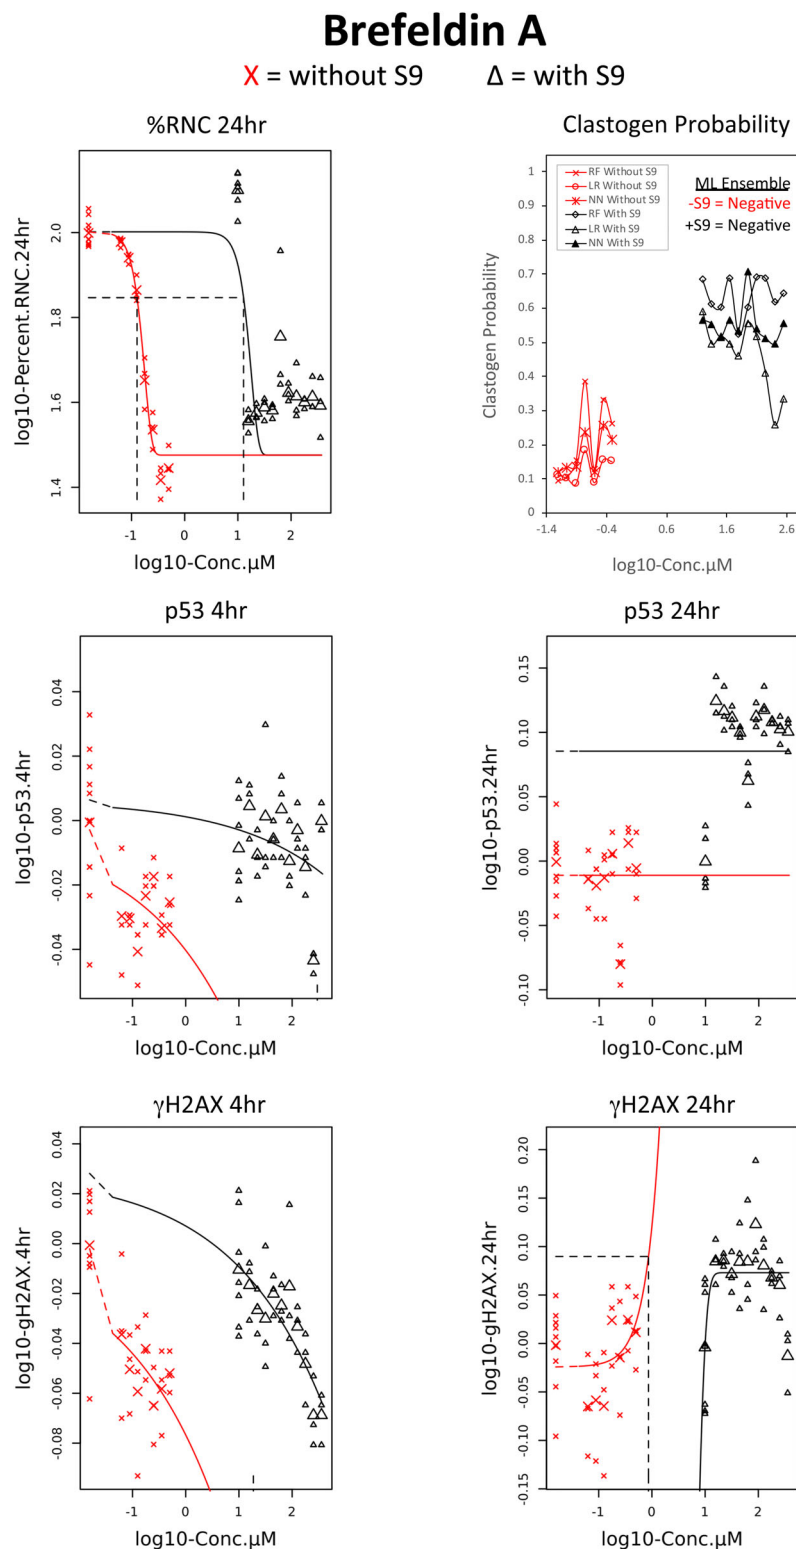 Brefeldin A
X = without S9 Δ = with S9
%RNC 24hr
log10-Percent.RNC.24hr
2.0
1.8
1.6
1.4
-1 0 1 2
log10-Conc.µM
Clastogen Probability
Clastogen Probability
1
0.9
0.8
0.7
0.6
0.5
0.4
0.3
0.2
0.1
0
RF Without S9
LR Without S9
NN Without S9
RF With S9
LR With S9
NN With S9
ML Ensemble
-S9 = Negative
+S9 = Negative
-1.4 -0.4 0.6 1.6 2.6
log10-Conc.µM
p53 4hr
log10-p53.4hr
0.04
0.02
0.00
-0.02
-0.04
-1 0 1 2
log10-Conc.µM
p53 24hr
log10-p53.24hr
0.15
0.10
0.05
0.00
-0.05
-0.10
-1 0 1 2
log10-Conc.µM
γH2AX 4hr
log10-gH2AX.4hr
0.04
0.02
0.00
-0.02
-0.04
-0.06
-0.08
-1 0 1 2
log10-Conc.µM
γH2AX 24hr
log10-gH2AX.24hr
0.20
0.15
0.10
0.05
0.00
-0.05
-0.10
-0.15
-1 0 1 2
log10-Conc.µM